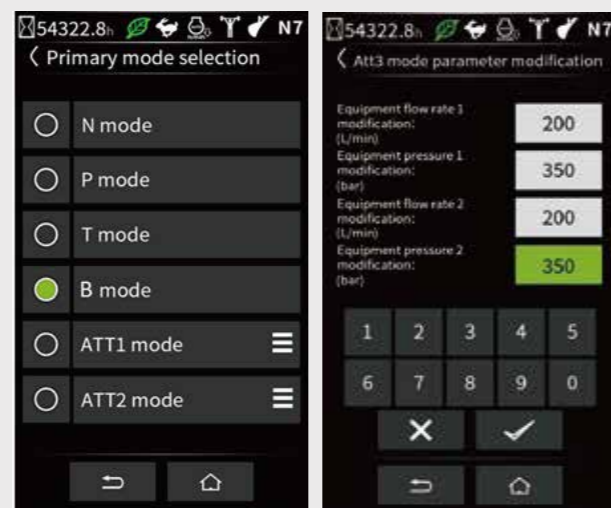 54322.8h N7
Primary mode selection
N mode
P mode
T mode
B mode
ATT1 mode
ATT2 mode
54322.8h N7
Att3 mode parameter modification
Equipment flow rate 1
modification:
(L/min)
200
Equipment pressure 1
modification:
(bar)
350
Equipment flow rate 2
modification:
(L/min)
200
Equipment pressure 2
modification:
(bar)
350
1 2 3 4 5
6 7 8 9 0